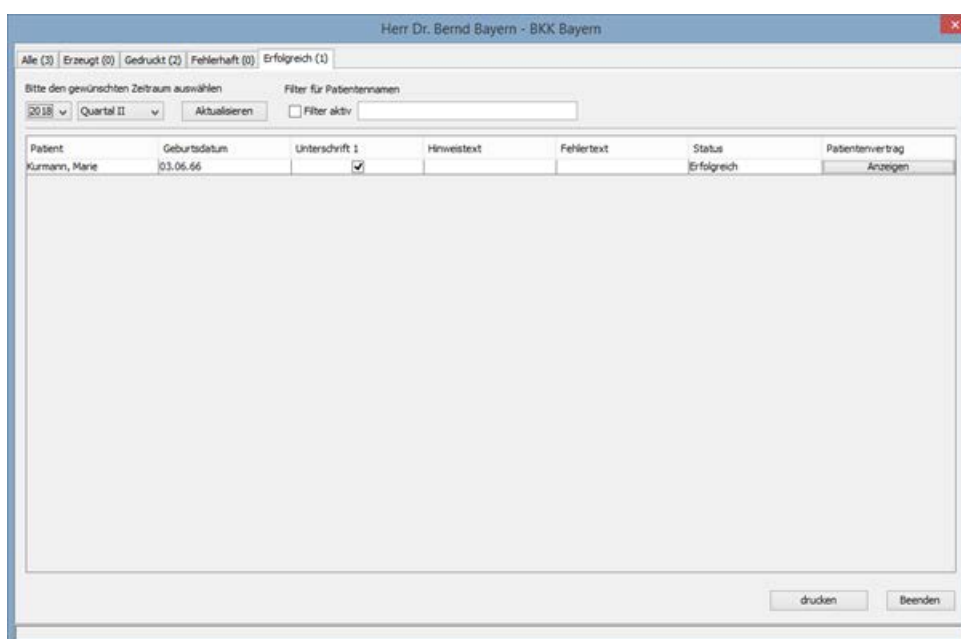 Herr Dr. Bernd Bayern - BKK Bayern
Alle (3) Erzeugt (0) Gedruckt (2) Fehlerhaft (0) Erfolgreich (1)
Bitte den gewünschten Zeitraum auswählen Filter für Patientennamen
2018 Quartal II Aktualisieren Filter aktiv
Patient Geburtsdatum Unterschrift 1 Hinweistext Fehlertext Status Patientenvertrag
Kurmann, Marie 03.06.66 Erfolgreich Anzeigen
drucken Beenden